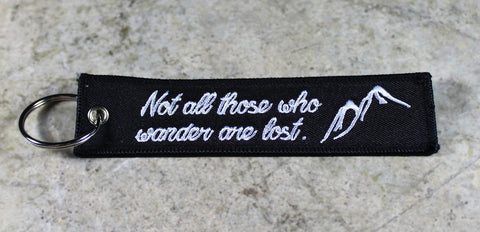 Not all those who
wander are lost.